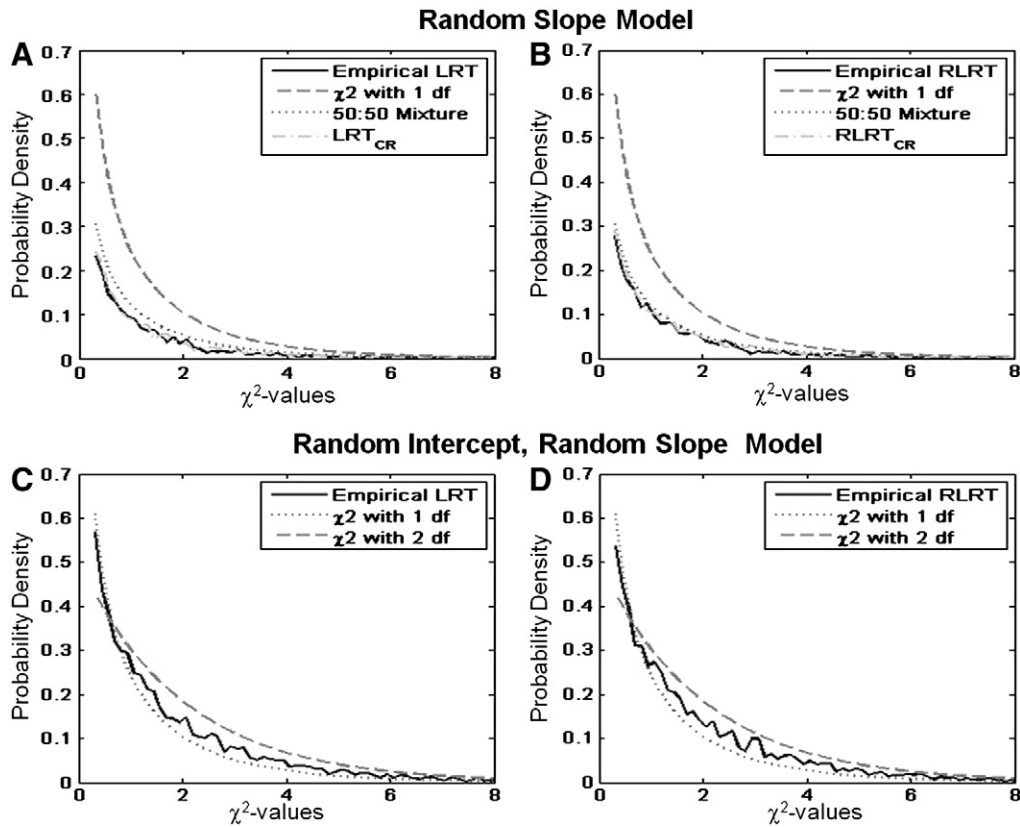 Random Slope Model
A
B
0.7
0.6
0.5
0.4
0.3
0.2
0.1
0
Probability Density
Empirical LRT
χ2 with 1 df
50:50 Mixture
LRT_CR
0 2 4 6 8
χ²-values
0.7
0.6
0.5
0.4
0.3
0.2
0.1
0
Probability Density
Empirical RLRT
χ2 with 1 df
50:50 Mixture
RLRT_CR
0 2 4 6 8
χ²-values
Random Intercept, Random Slope Model
C
D
0.7
0.6
0.5
0.4
0.3
0.2
0.1
0
Probability Density
Empirical LRT
χ2 with 1 df
χ2 with 2 df
0 2 4 6 8
χ²-values
0.7
0.6
0.5
0.4
0.3
0.2
0.1
0
Probability Density
Empirical RLRT
χ2 with 1 df
χ2 with 2 df
0 2 4 6 8
χ²-values